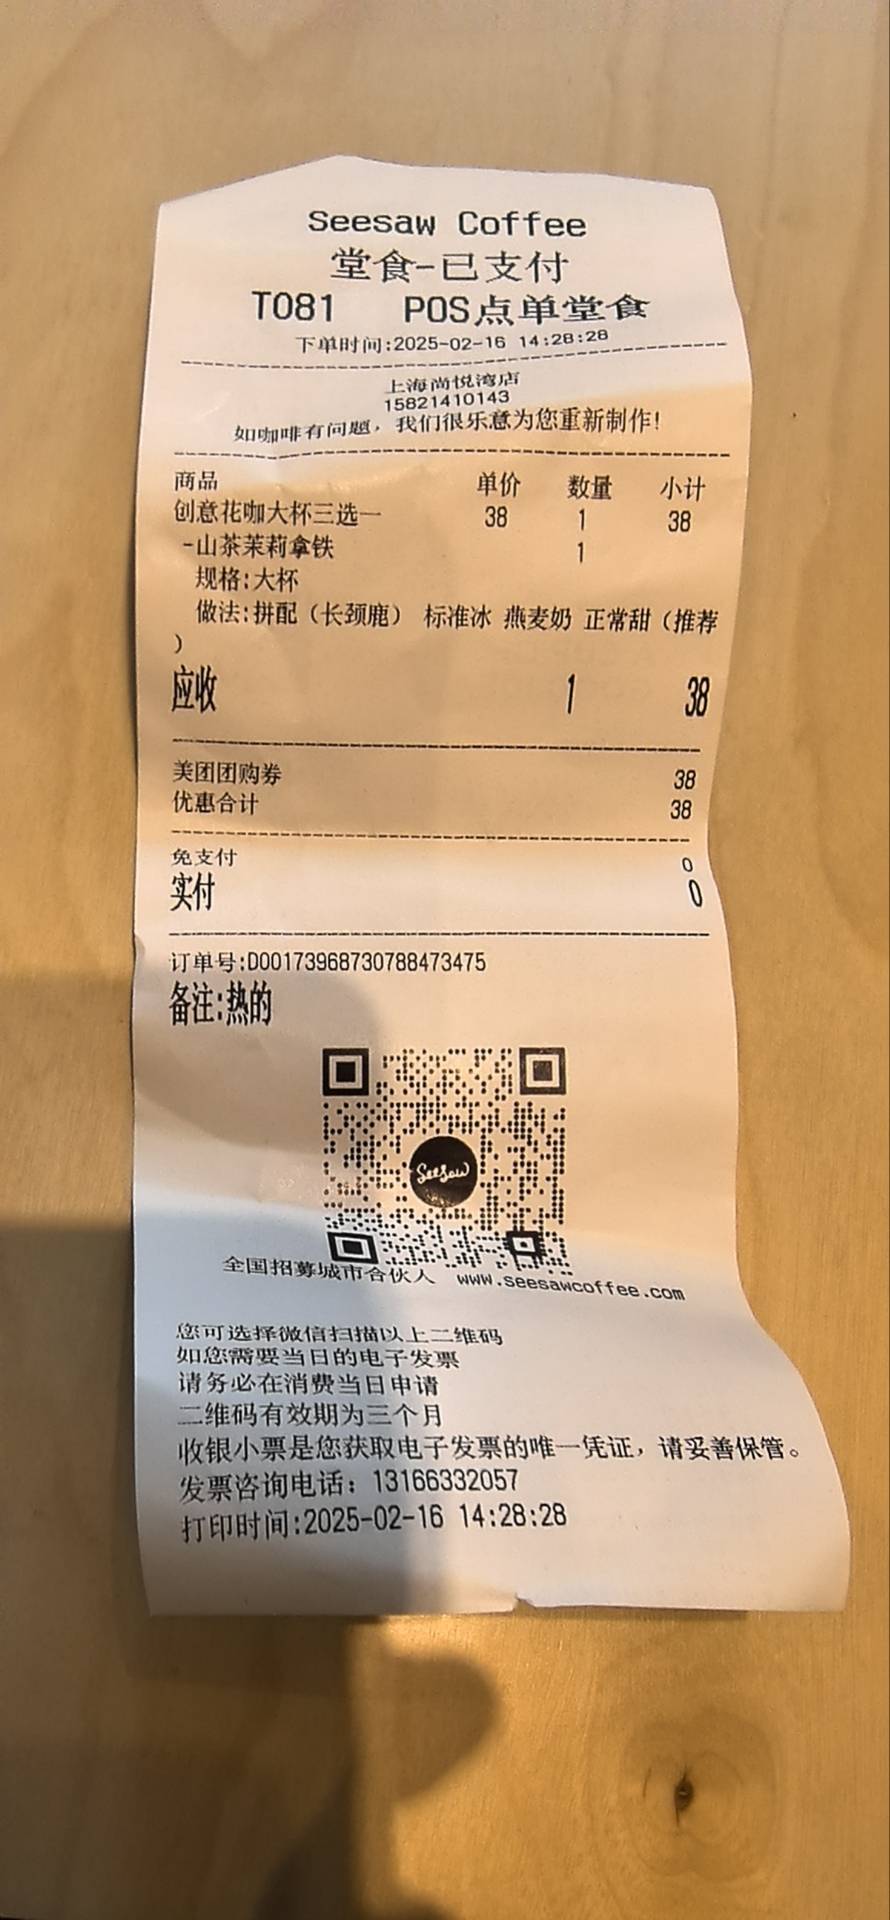 Seesaw Coffee
堂食-已支付
T081 POS点单堂食
下单时间:2025-02-16 14:28:28
上海尚悦湾店
15821410143
如咖啡有问题，我们很乐意为您重新制作!
商品 单价 数量 小计
创意花咖大杯三选一 38 1 38
-山茶茉莉拿铁 1
规格:大杯
做法:拼配（长颈鹿） 标准冰 燕麦奶 正常甜（推荐
）
应收 1 38
美团团购券 38
优惠合计 38
免支付 0
实付 0
订单号:D001739687307884​73475
备注:热的
Seesaw
全国招募城市合伙人 www.seesawcoffee.com
您可选择微信扫描以上二维码
如您需要当日的电子发票
请务必在消费当日申请
二维码有效期为三个月
收银小票是您获取电子发票的唯一凭证，请妥善保管。
发票咨询电话：13166332057
打印时间:2025-02-16 14:28:28